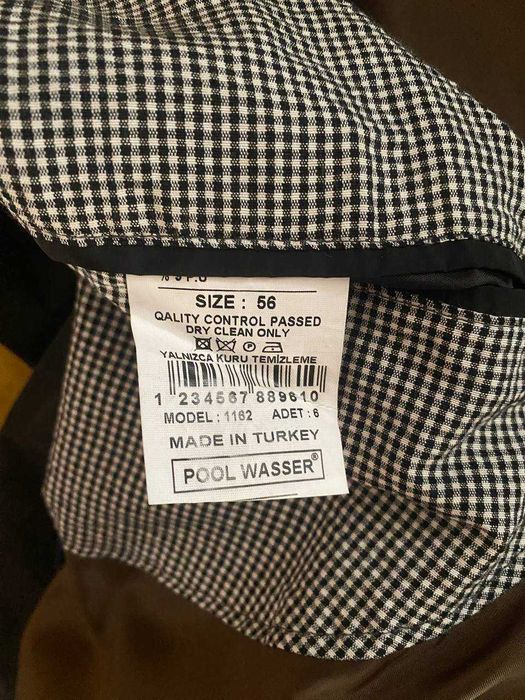 SIZE : 56
QALITY CONTROL PASSED
DRY CLEAN ONLY
YALNIZCA KURU TEMİZLEME
1 234567 889610
MODEL : 1162 ADET : 6
MADE IN TURKEY
POOL WASSER®